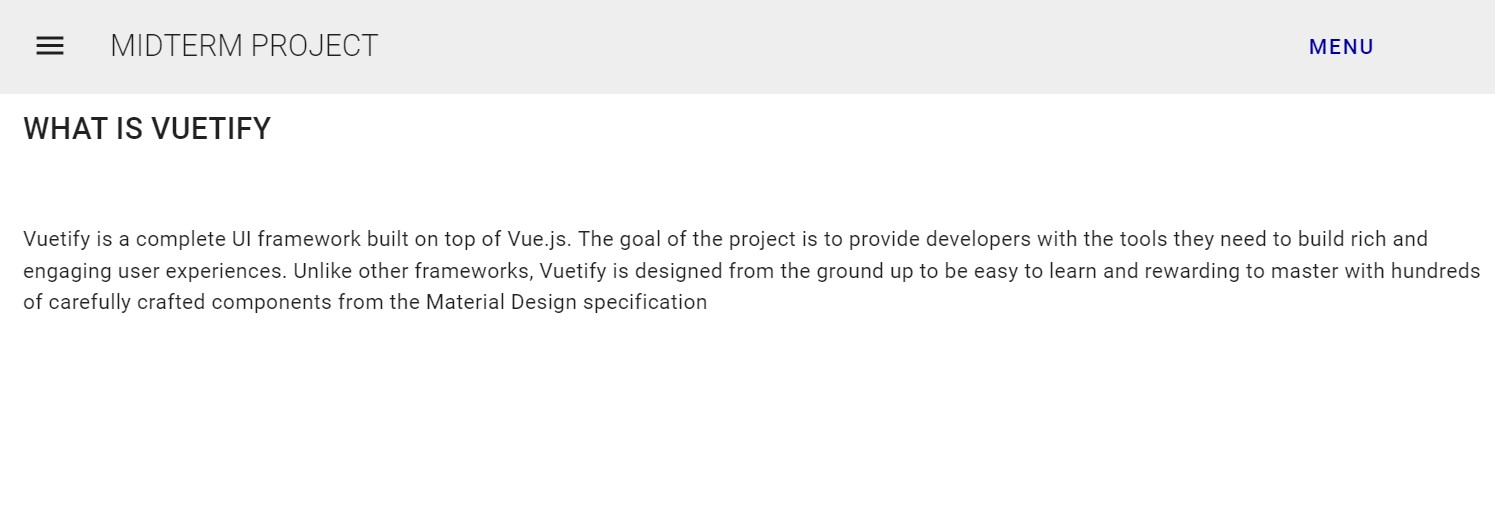 MIDTERM PROJECT
MENU
WHAT IS VUETIFY
Vuetify is a complete UI framework built on top of Vue.js. The goal of the project is to provide developers with the tools they need to build rich and
engaging user experiences. Unlike other frameworks, Vuetify is designed from the ground up to be easy to learn and rewarding to master with hundreds
of carefully crafted components from the Material Design specification